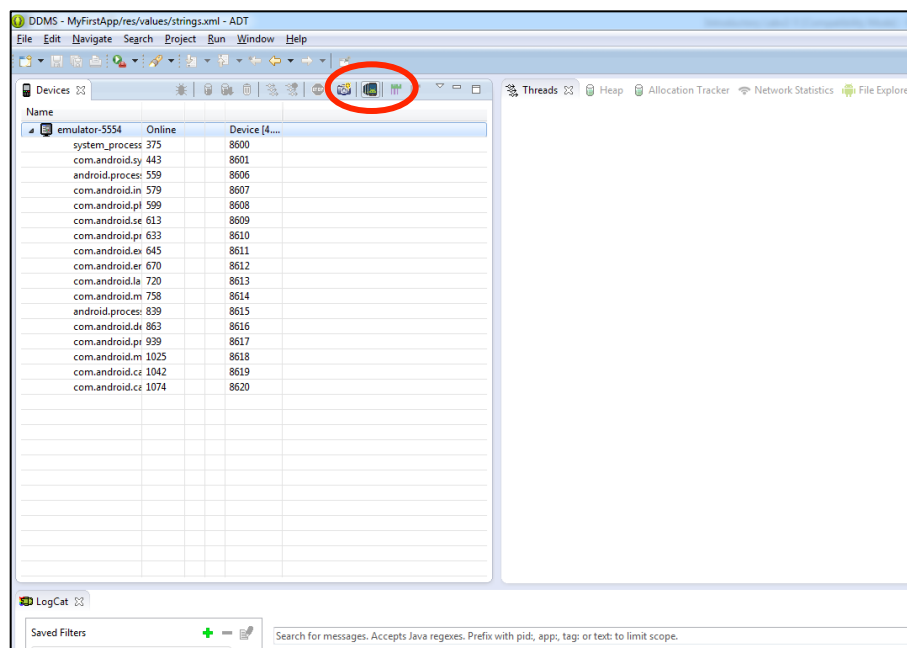 DDMS - MyFirstApp/res/values/strings.xml - ADT
File Edit Navigate Search Project Run Window Help
Devices
Threads Heap Allocation Tracker Network Statistics File Explore
Name
emulator-5554 Online Device [4....
system_process 375 8600
com.android.sy 443 8601
android.process 559 8606
com.android.in 579 8607
com.android.pl 599 8608
com.android.se 613 8609
com.android.pr 633 8610
com.android.ex 645 8611
com.android.er 670 8612
com.android.la 720 8613
com.android.m 758 8614
android.process 839 8615
com.android.de 863 8616
com.android.pr 939 8617
com.android.m 1025 8618
com.android.ca 1042 8619
com.android.ca 1074 8620
LogCat
Saved Filters
Search for messages. Accepts Java regexes. Prefix with pid:, app:, tag: or text: to limit scope.